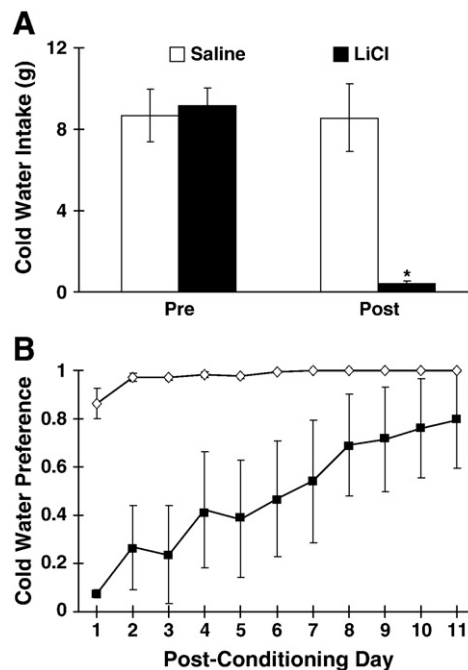 A
Saline LiCl
Cold Water Intake (g)
12
8
4
0
*
Pre Post
B
Cold Water Preference
1
0.8
0.6
0.4
0.2
0
1 2 3 4 5 6 7 8 9 10 11
Post-Conditioning Day